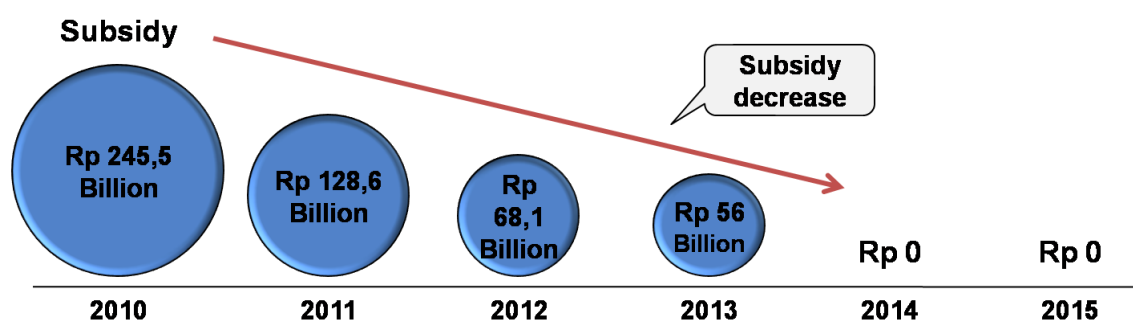 Subsidy
Subsidy
decrease
Rp 245,5
Billion
Rp 128,6
Billion
Rp
68,1
Billion
Rp 56
Billion
Rp 0
Rp 0
2010
2011
2012
2013
2014
2015